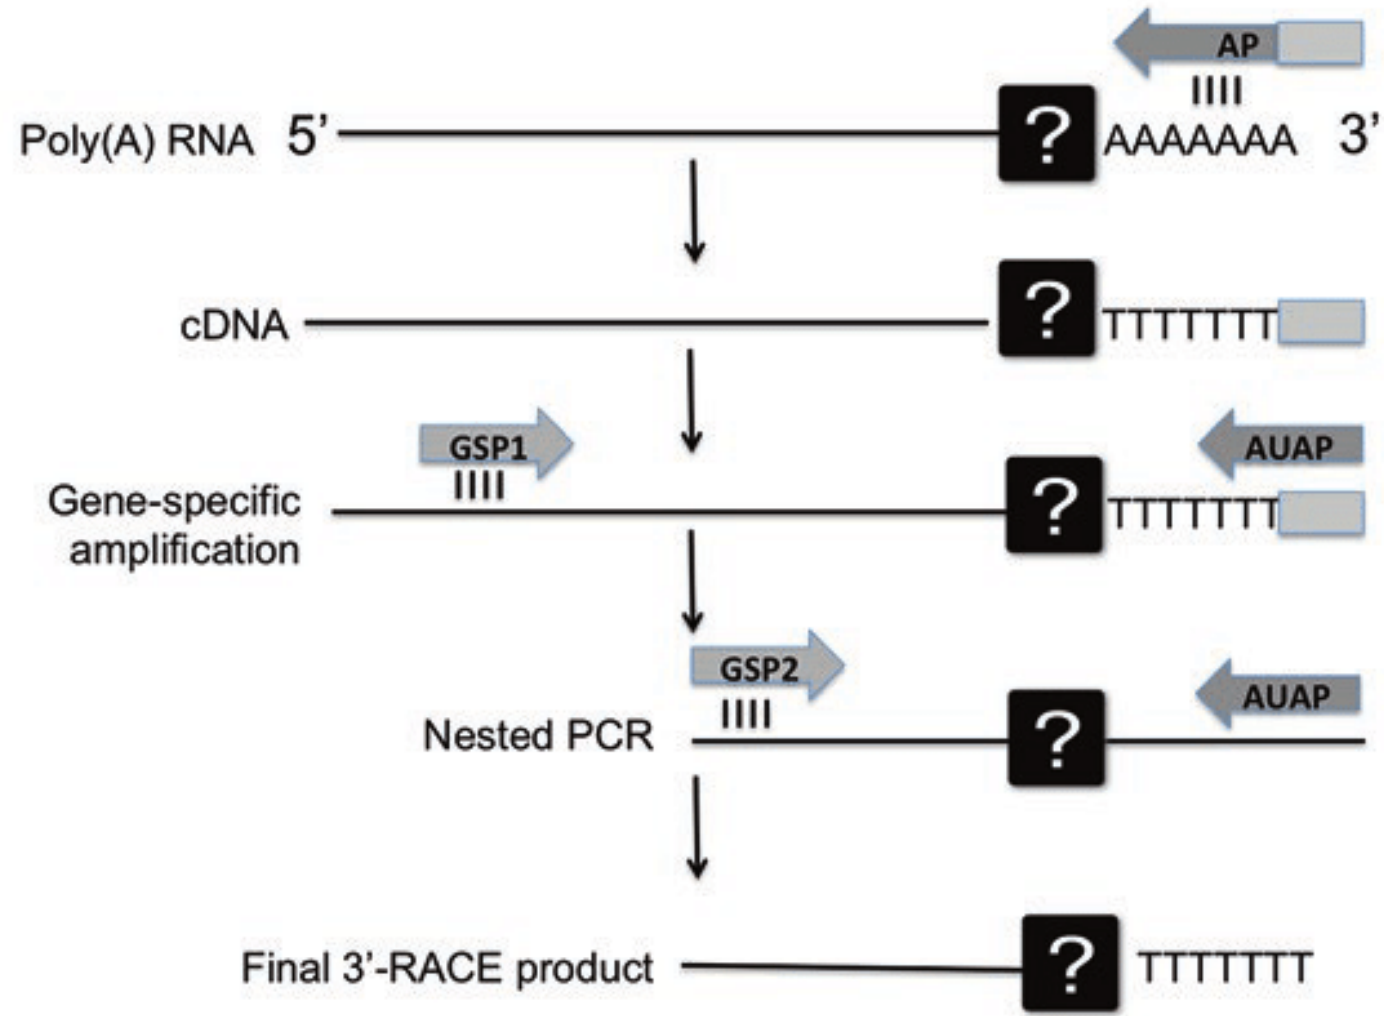 AP
Poly(A) RNA 5’ ? AAAAAAA 3’
cDNA ? TTTTTTT
GSP1 AUAP
Gene-specific
amplification ? TTTTTTT
GSP2 AUAP
Nested PCR ?
Final 3’-RACE product ? TTTTTTT